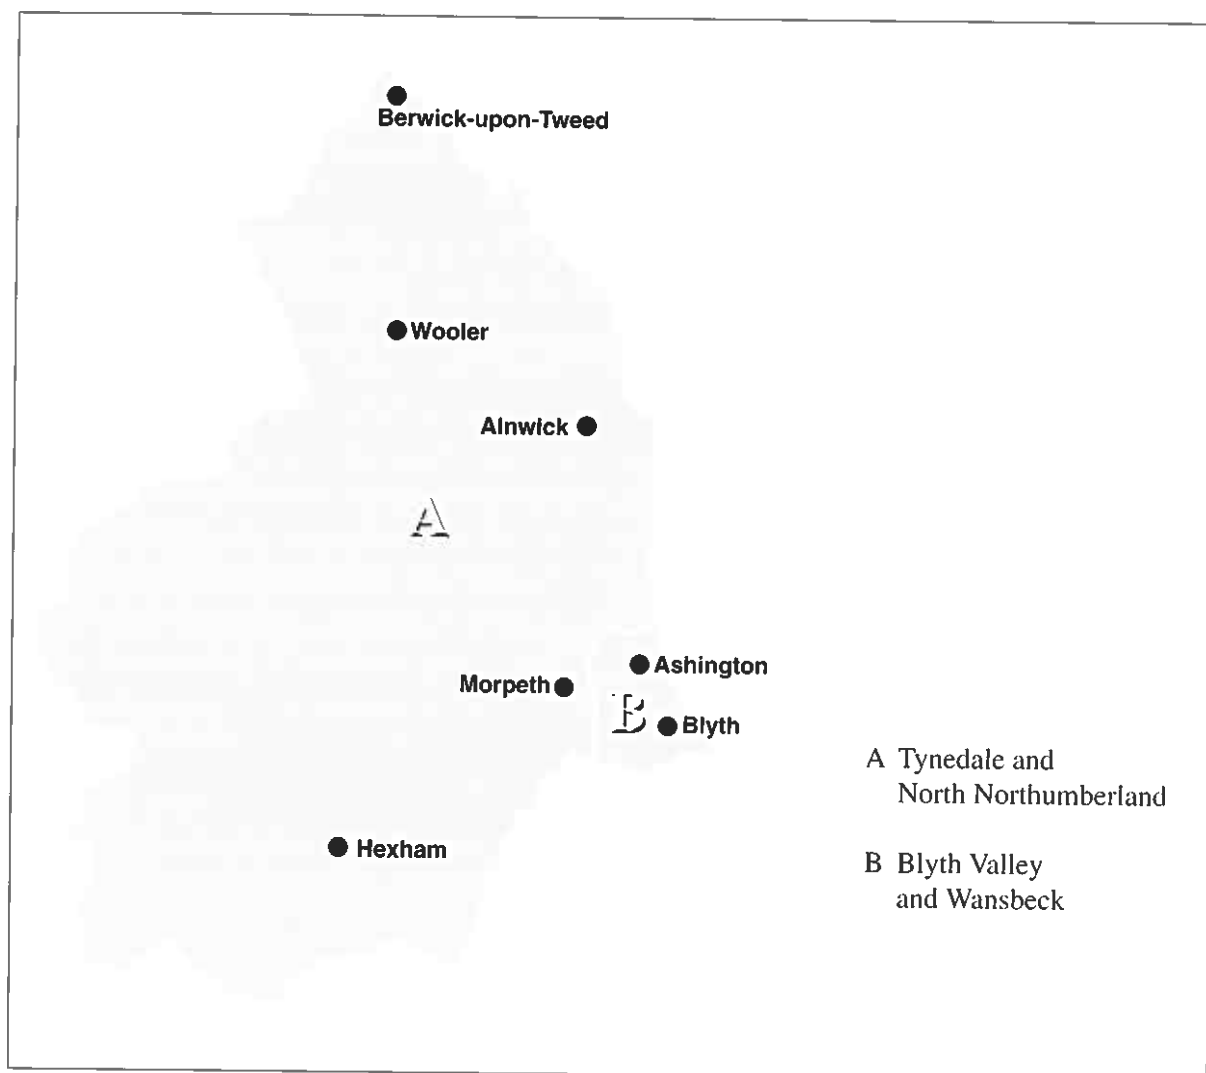 Berwick-upon-Tweed
Wooler
Alnwick
A
Ashington
Morpeth
B
Blyth
A Tynedale and
North Northumberland
Hexham
B Blyth Valley
and Wansbeck